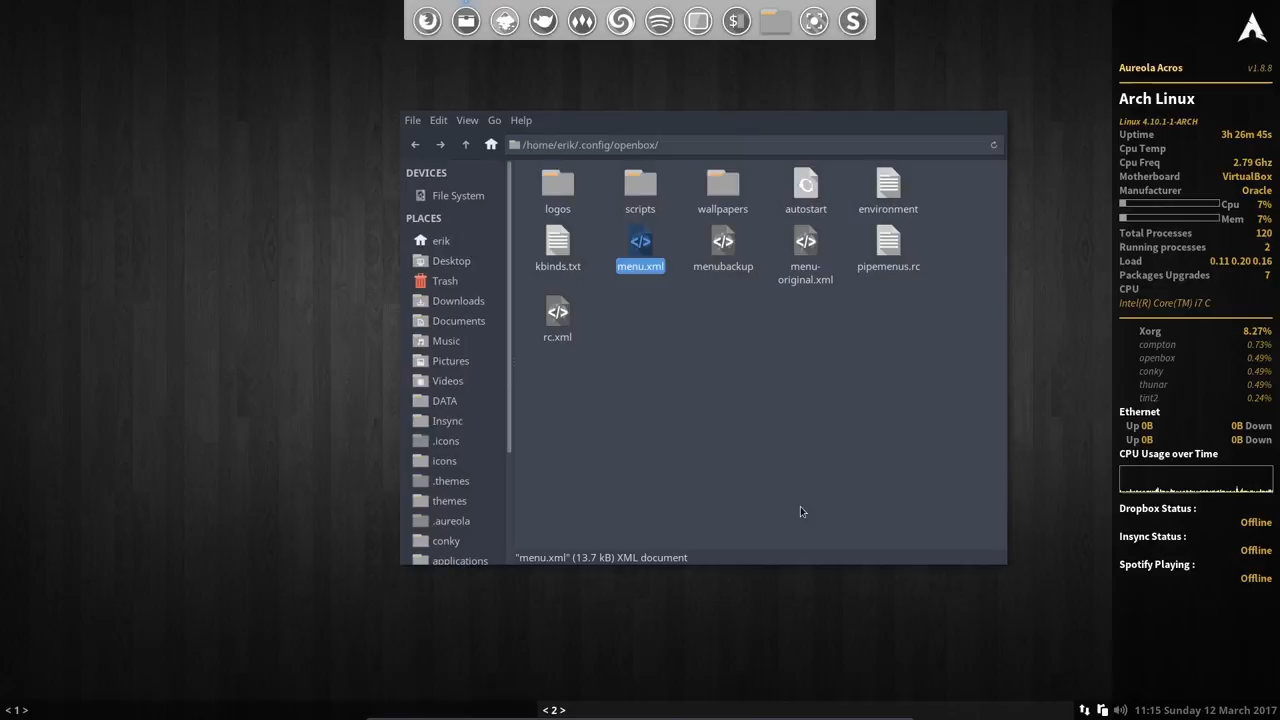 $
S
File Edit View Go Help
/home/erik/.config/openbox/
DEVICES
File System
PLACES
erik
Desktop
Trash
Downloads
Documents
Music
Pictures
Videos
DATA
Insync
.icons
icons
.themes
themes
.aureola
conky
applications
logos
scripts
wallpapers
autostart
environment
kbinds.txt
menu.xml
menubackup
menu-
original.xml
pipemenus.rc
rc.xml
"menu.xml" (13.7 kB) XML document
Aureola Acros v1.8.8
Arch Linux
Linux 4.10.1-1-ARCH
Uptime 3h 26m 45s
Cpu Temp
Cpu Freq 2.79 Ghz
Motherboard VirtualBox
Manufacturer Oracle
Cpu 7%
Mem 7%
Total Processes 120
Running processes 2
Load 0.11 0.20 0.16
Packages Upgrades 7
CPU
Intel(R) Core(TM) i7 C
Xorg 8.27%
compton 0.73%
openbox 0.49%
conky 0.49%
thunar 0.49%
tint2 0.24%
Ethernet
Up 0B 0B Down
Up 0B 0B Down
CPU Usage over Time
Dropbox Status :
Offline
Insync Status :
Offline
Spotify Playing :
Offline
< 1 > < 2 > 11:15 Sunday 12 March 2017